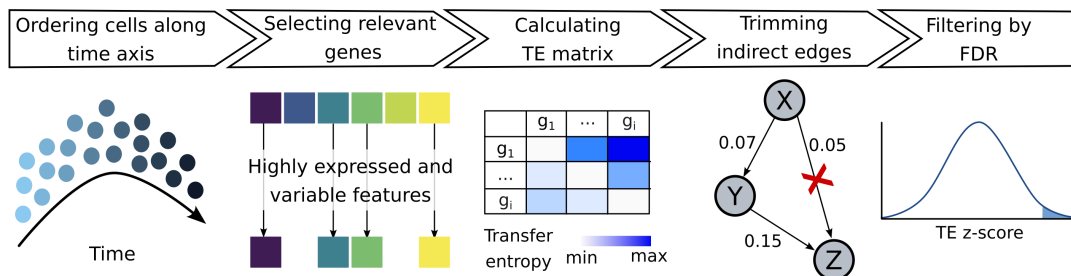 Ordering cells along
time axis
Selecting relevant
genes
Calculating
TE matrix
Trimming
indirect edges
Filtering by
FDR
Time
Highly expressed and
variable features
g₁ ... gᵢ
g₁
...
gᵢ
Transfer
entropy
min max
X
0.07 0.05
Y
0.15
Z
TE z-score